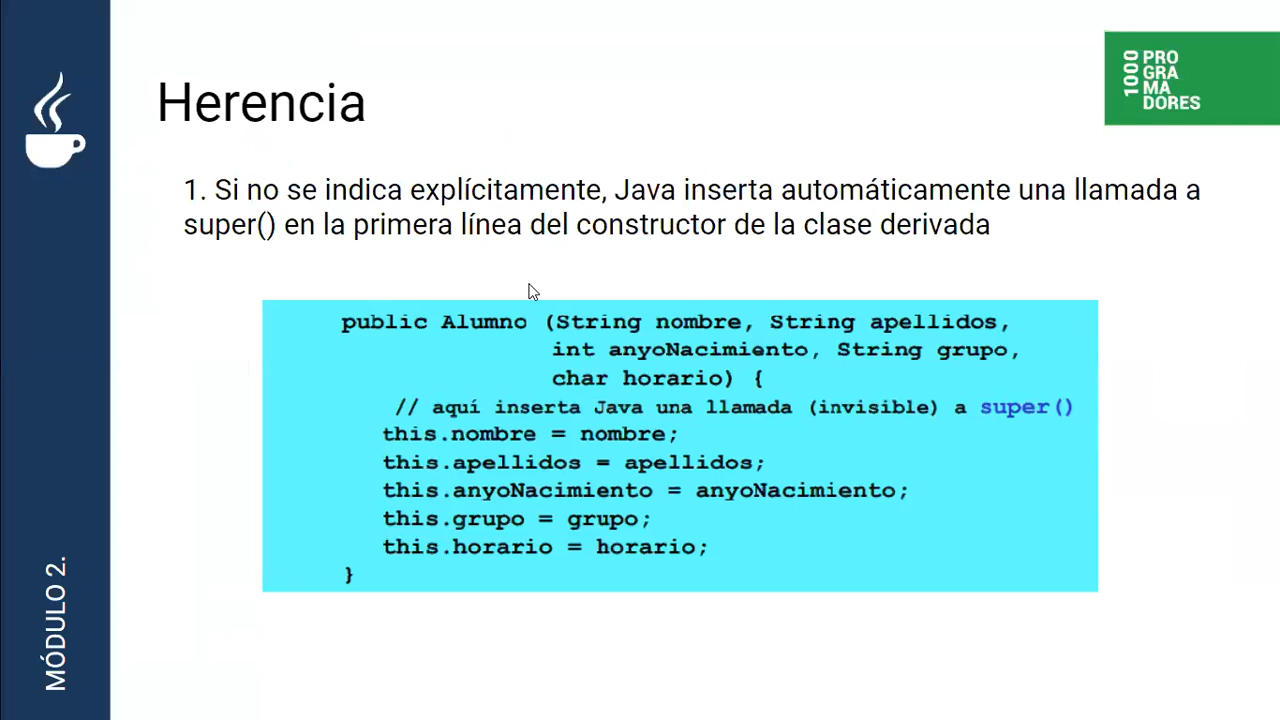 Herencia
1000
PRO
GRA
MA
DORES
1. Si no se indica explícitamente, Java inserta automáticamente una llamada a
super() en la primera línea del constructor de la clase derivada
public Alumno (String nombre, String apellidos,
int anyoNacimiento, String grupo,
char horario) {
// aquí inserta Java una llamada (invisible) a super()
this.nombre = nombre;
this.apellidos = apellidos;
this.anyoNacimiento = anyoNacimiento;
this.grupo = grupo;
this.horario = horario;
}
MÓDULO 2.